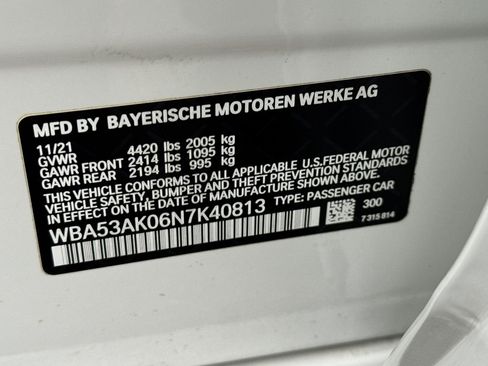 MFD BY BAYERISCHE MOTOREN WERKE AG
11/21
GVWR 4420 lbs 2005 kg
GAWR FRONT 2414 lbs 1095 kg
GAWR REAR 2194 lbs 995 kg
THIS VEHICLE CONFORMS TO ALL APPLICABLE U.S.FEDERAL MOTOR
VEHICLE SAFETY, BUMPER AND THEFT PREVENTION STANDARDS
IN EFFECT ON THE DATE OF MANUFACTURE SHOWN ABOVE.
WBA53AK06N7K40813 TYPE: PASSENGER CAR
300
7 315 814